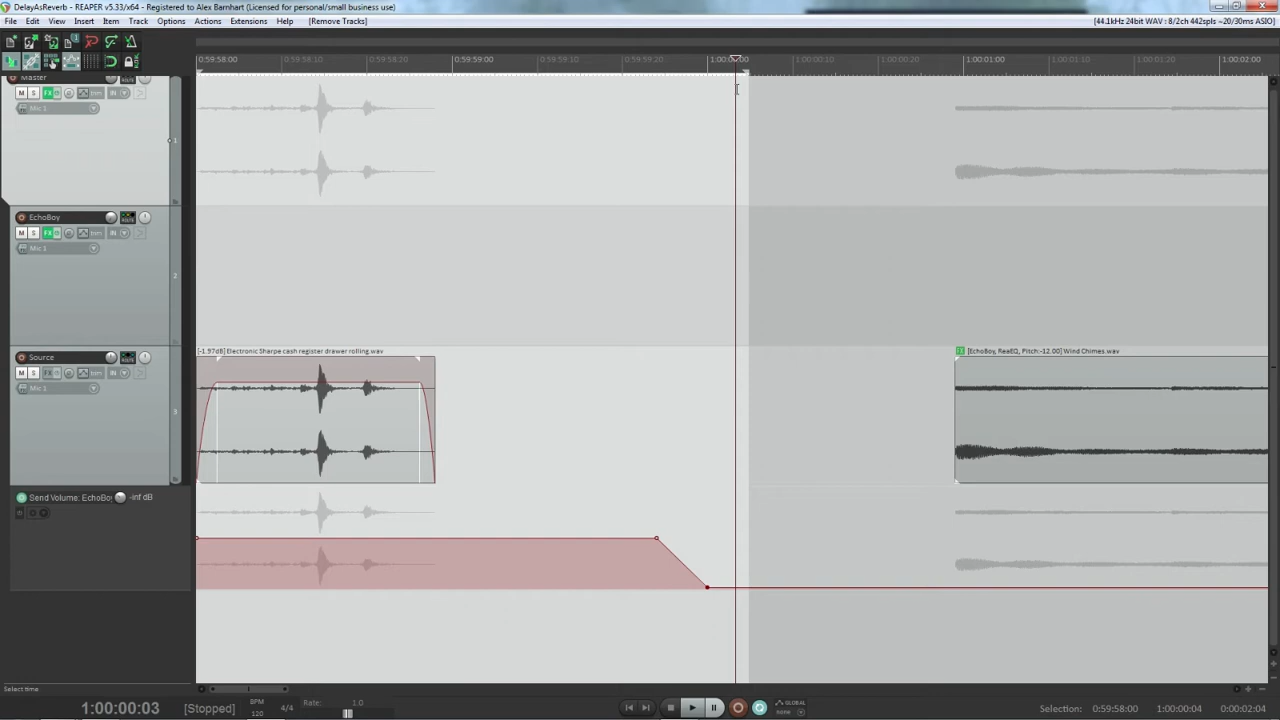 DelayAsReverb - REAPER v5.33/x64 - Registered to Alex Barnhart (Licensed for personal/small business use)
File Edit View Insert Item Track Options Actions Extensions Help [Remove Tracks]
[44.1kHz 24bit WAV : 8/2ch 442spls ~20/30ms ASIO]
0:59:58:00 0:59:58:10 0:59:58:20 0:59:59:00 0:59:59:10 0:59:59:20 1:00:00:10 1:00:00:20 1:00:01:00 1:00:01:10 1:00:01:20 1:00:02:00
Master
M S FX trim IN
Mic 1
1
EchoBoy
M S FX trim IN
Mic 1
2
[-1.97dB] Electronic Sharpe cash register drawer rolling.wav
FX [EchoBoy, ReaEQ, Pitch:-12.00] Wind Chimes.wav
Source
M S FX trim IN
Mic 1
3
Send Volume: EchoBoy -inf dB
Select time
1:00:00:03 [Stopped] BPM 120 4/4 Rate: 1.0 GLOBAL none Selection: 0:59:58:00 1:00:00:04 0:00:02:04